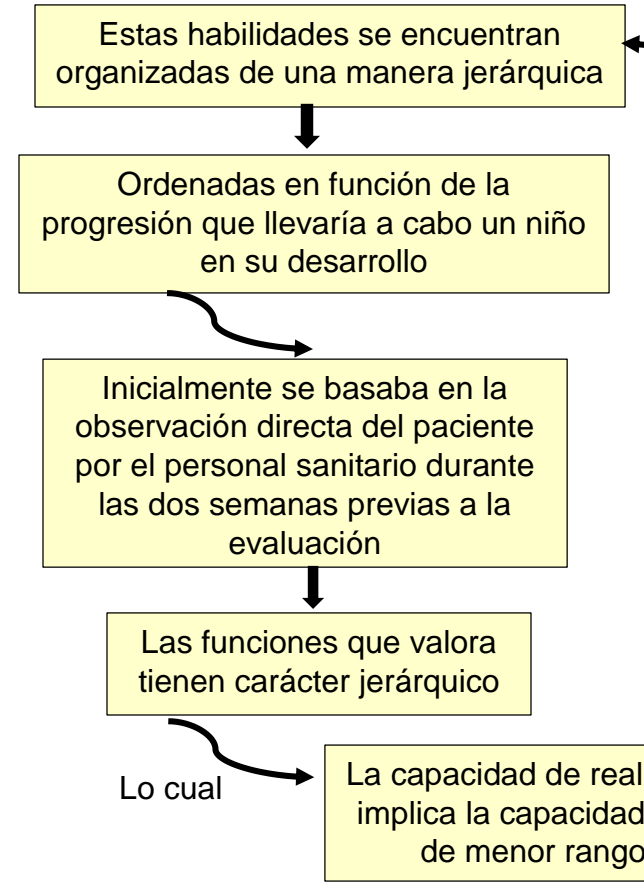 Estas habilidades se encuentran
organizadas de una manera jerárquica
Ordenadas en función de la
progresión que llevaría a cabo un niño
en su desarrollo
Inicialmente se basaba en la
observación directa del paciente
por el personal sanitario durante
las dos semanas previas a la
evaluación
Las funciones que valora
tienen carácter jerárquico
Lo cual
La capacidad de real
implica la capacidad
de menor rango